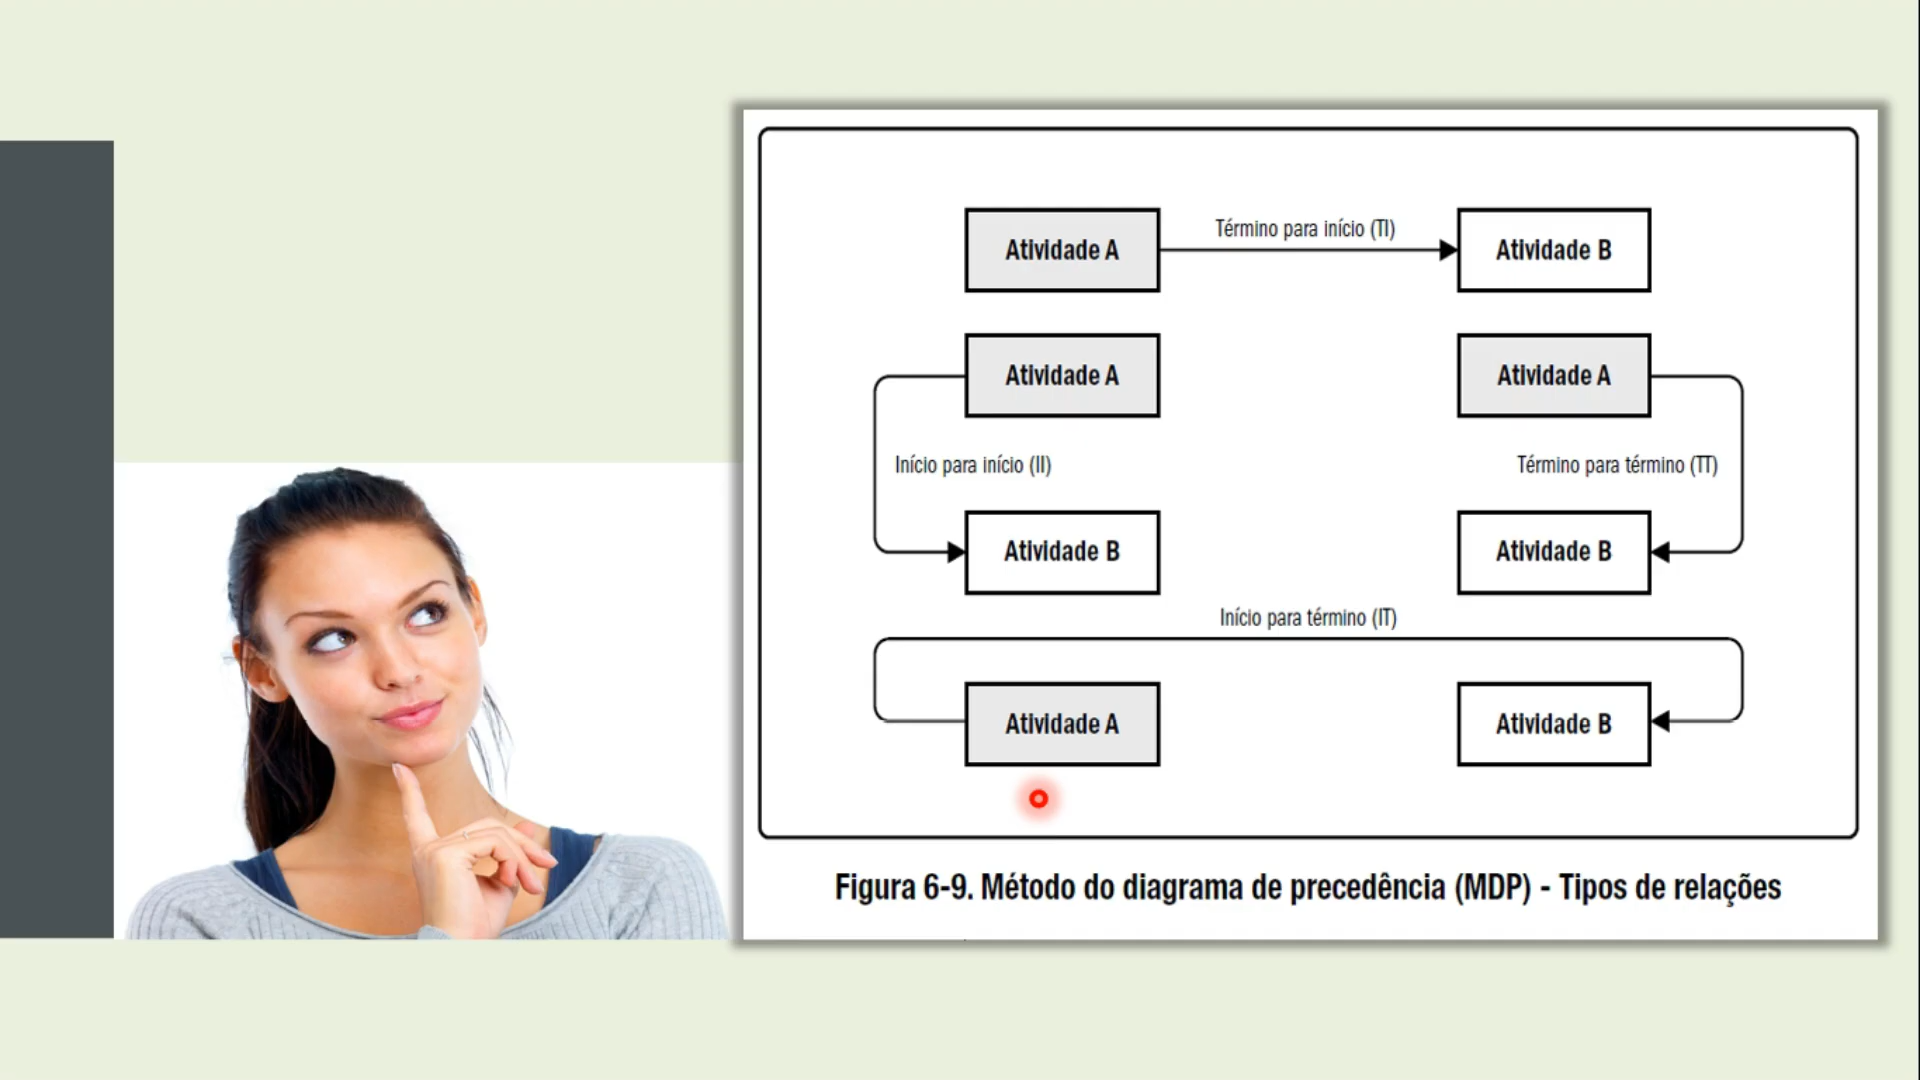 Atividade A
Término para início (TI)
Atividade B
Atividade A
Atividade A
Início para início (II)
Término para término (TT)
Atividade B
Atividade B
Início para término (IT)
Atividade A
Atividade B
Figura 6-9. Método do diagrama de precedência (MDP) - Tipos de relações